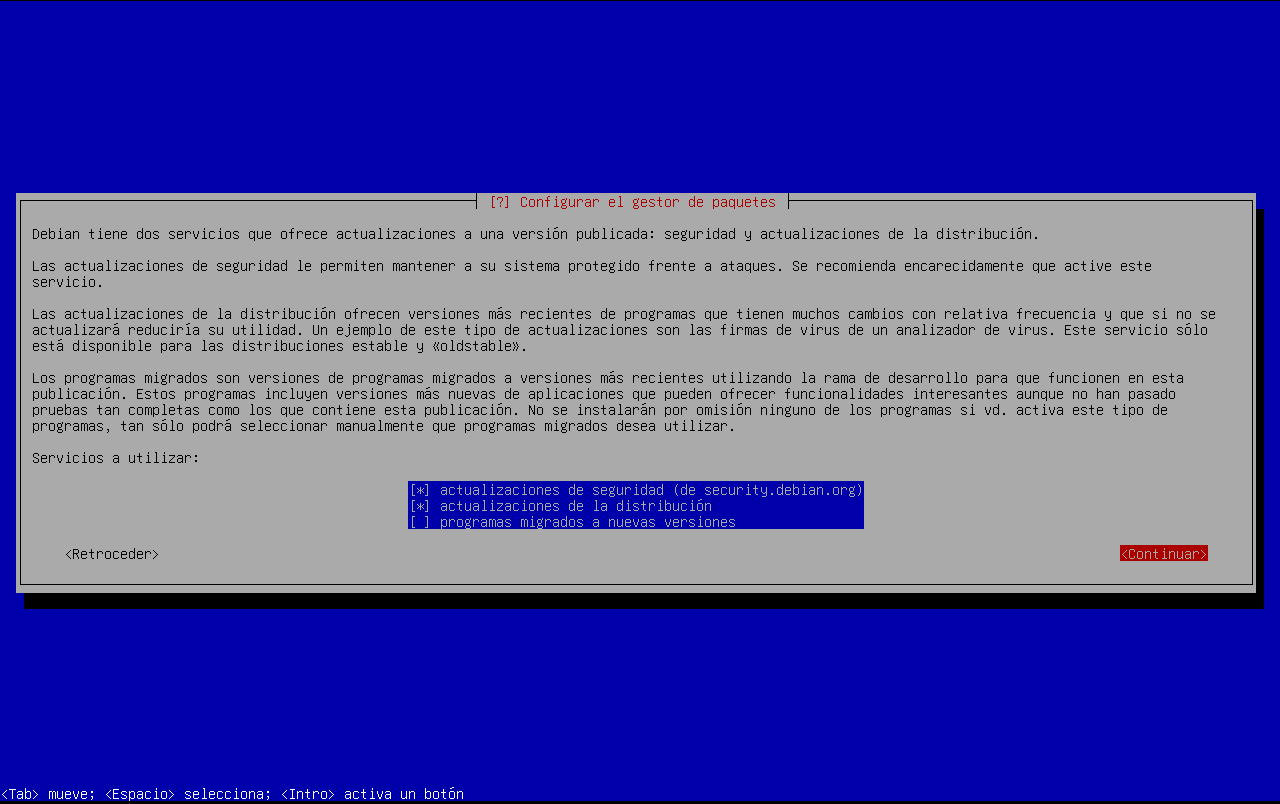 [?] Configurar el gestor de paquetes
Debian tiene dos servicios que ofrece actualizaciones a una versión publicada: seguridad y actualizaciones de la distribución.
Las actualizaciones de seguridad le permiten mantener a su sistema protegido frente a ataques. Se recomienda encarecidamente que active este
servicio.
Las actualizaciones de la distribución ofrecen versiones más recientes de programas que tienen muchos cambios con relativa frecuencia y que si no se
actualizará reduciría su utilidad. Un ejemplo de este tipo de actualizaciones son las firmas de virus de un analizador de virus. Este servicio sólo
está disponible para las distribuciones estable y «oldstable».
Los programas migrados son versiones de programas migrados a versiones más recientes utilizando la rama de desarrollo para que funcionen en esta
publicación. Estos programas incluyen versiones más nuevas de aplicaciones que pueden ofrecer funcionalidades interesantes aunque no han pasado
pruebas tan completas como los que contiene esta publicación. No se instalarán por omisión ninguno de los programas si vd. activa este tipo de
programas, tan sólo podrá seleccionar manualmente que programas migrados desea utilizar.
Servicios a utilizar:
[*] actualizaciones de seguridad (de security.debian.org)
[*] actualizaciones de la distribución
[ ] programas migrados a nuevas versiones
<Retroceder> <Continuar>
<Tab> mueve; <Espacio> selecciona; <Intro> activa un botón